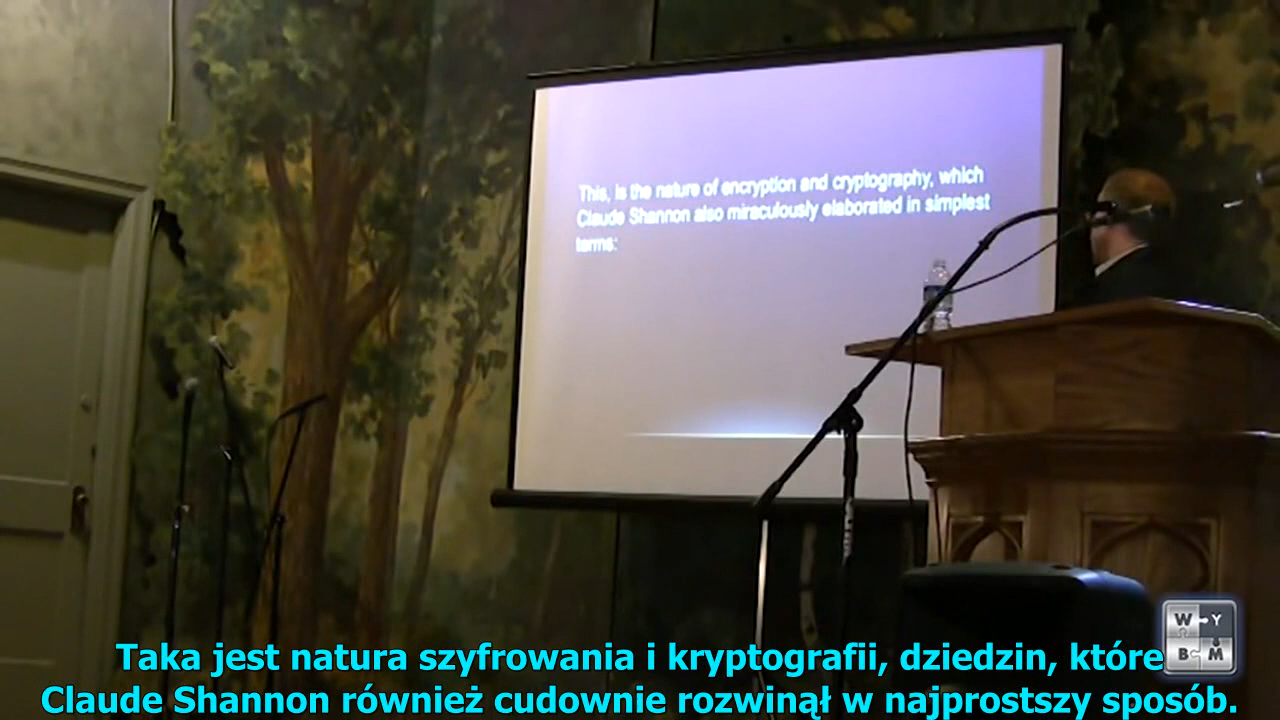 This, is the nature of encryption and cryptography, which
Claude Shannon also miraculously elaborated in simplest
terms:
W Y
B M
Taka jest natura szyfrowania i kryptografii, dziedzin, które
Claude Shannon również cudownie rozwinął w najprostszy sposób.